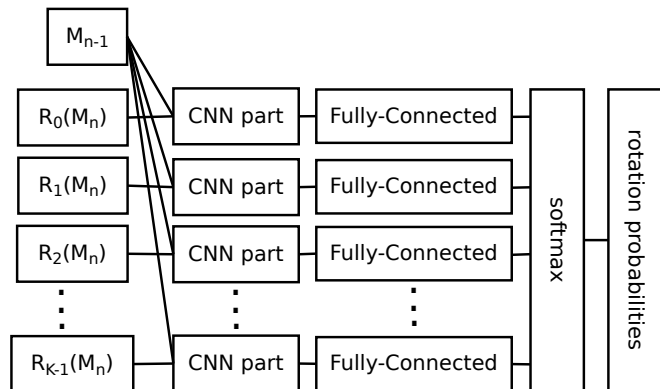 M_{n-1}
R_0(M_n) CNN part Fully-Connected
R_1(M_n) CNN part Fully-Connected
R_2(M_n) CNN part Fully-Connected
R_{K-1}(M_n) CNN part Fully-Connected
softmax
rotation probabilities